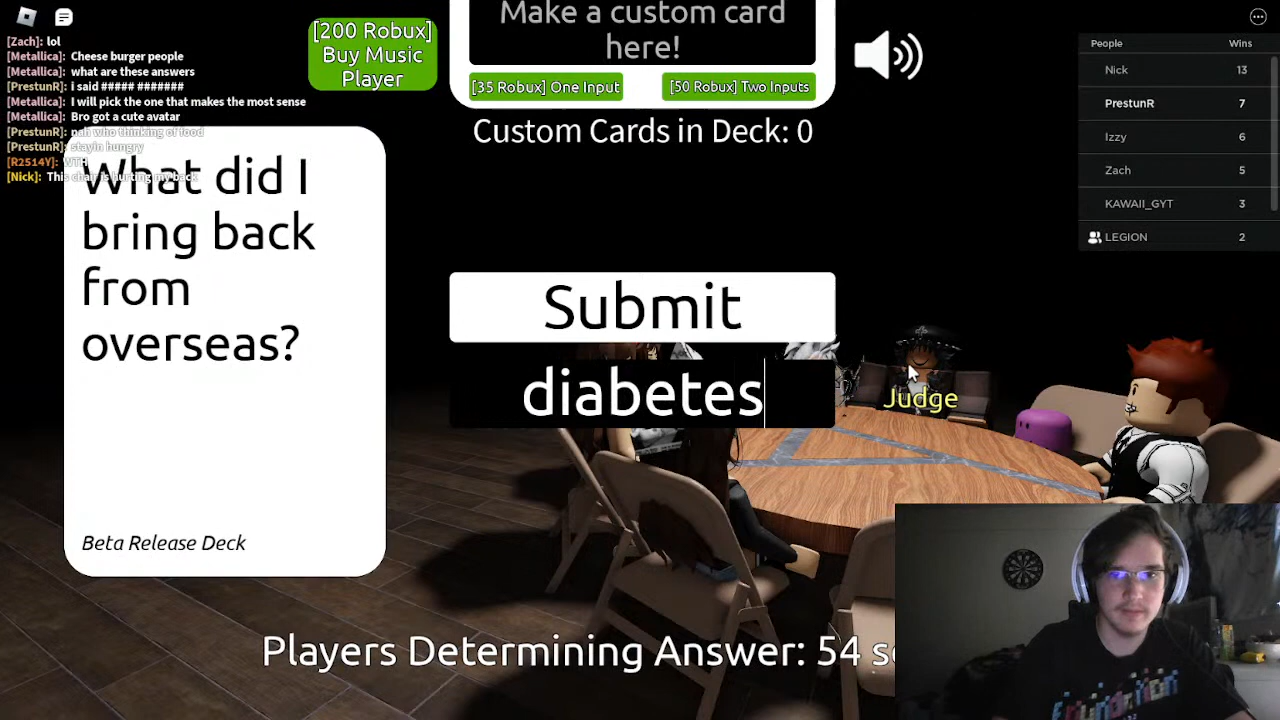 [Zach]: lol
[Metallica]: Cheese burger people
[Metallica]: what are these answers
[PrestunR]: I said ##### #######
[Metallica]: I will pick the one that makes the most sense
[Metallica]: Bro got a cute avatar
[PrestunR]: nah who thinking of food
[PrestunR]: stayin hungry
[R2514Y]: WTH
[Nick]: This chair is hurting my back
[200 Robux]
Buy Music
Player
Make a custom card
here!
[35 Robux] One Input
[50 Robux] Two Inputs
Custom Cards in Deck: 0
People Wins
Nick 13
PrestunR 7
Izzy 6
Zach 5
KAWAII_GYT 3
LEGION 2
What did I
bring back
from
overseas?
Beta Release Deck
Submit
diabetes
Judge
Players Determining Answer: 54 se